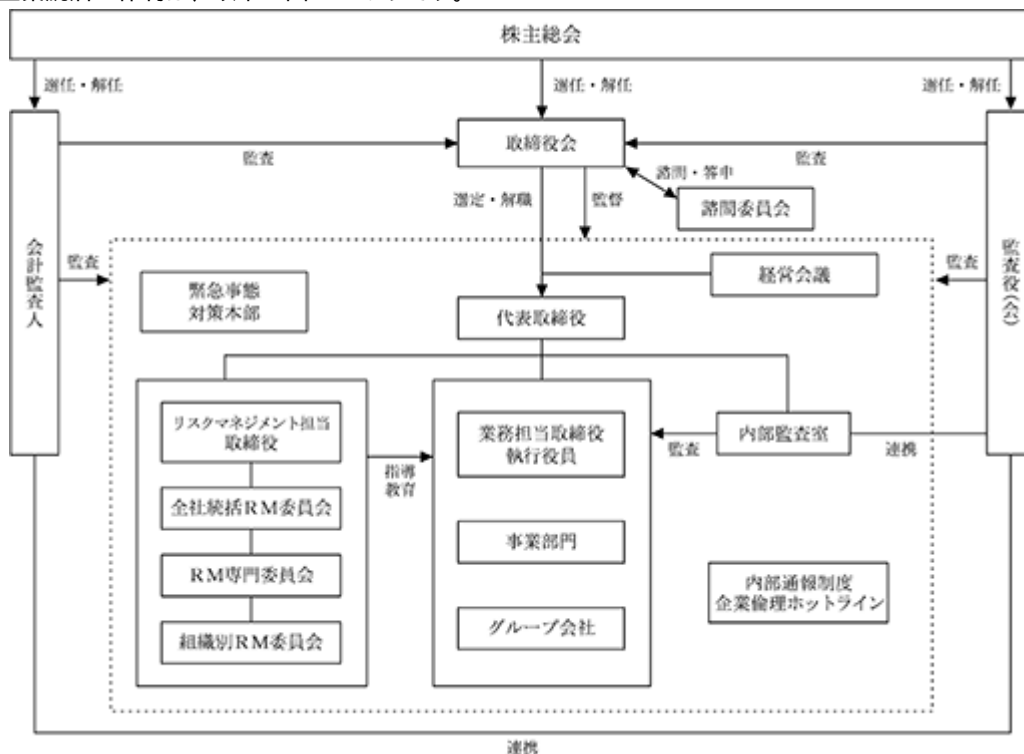 株主総会
選任・解任
選任・解任
選任・解任
取締役会
監査
監査
諮問・答申
選定・解職
監督
諮問委員会
会計監査人
監査役(会)
監査
監査
緊急事態
対策本部
経営会議
代表取締役
リスクマネジメント担当
取締役
業務担当取締役
執行役員
内部監査室
監査
連携
指導
教育
全社統括RM委員会
事業部門
RM専門委員会
内部通報制度
企業倫理ホットライン
組織別RM委員会
グループ会社
連携